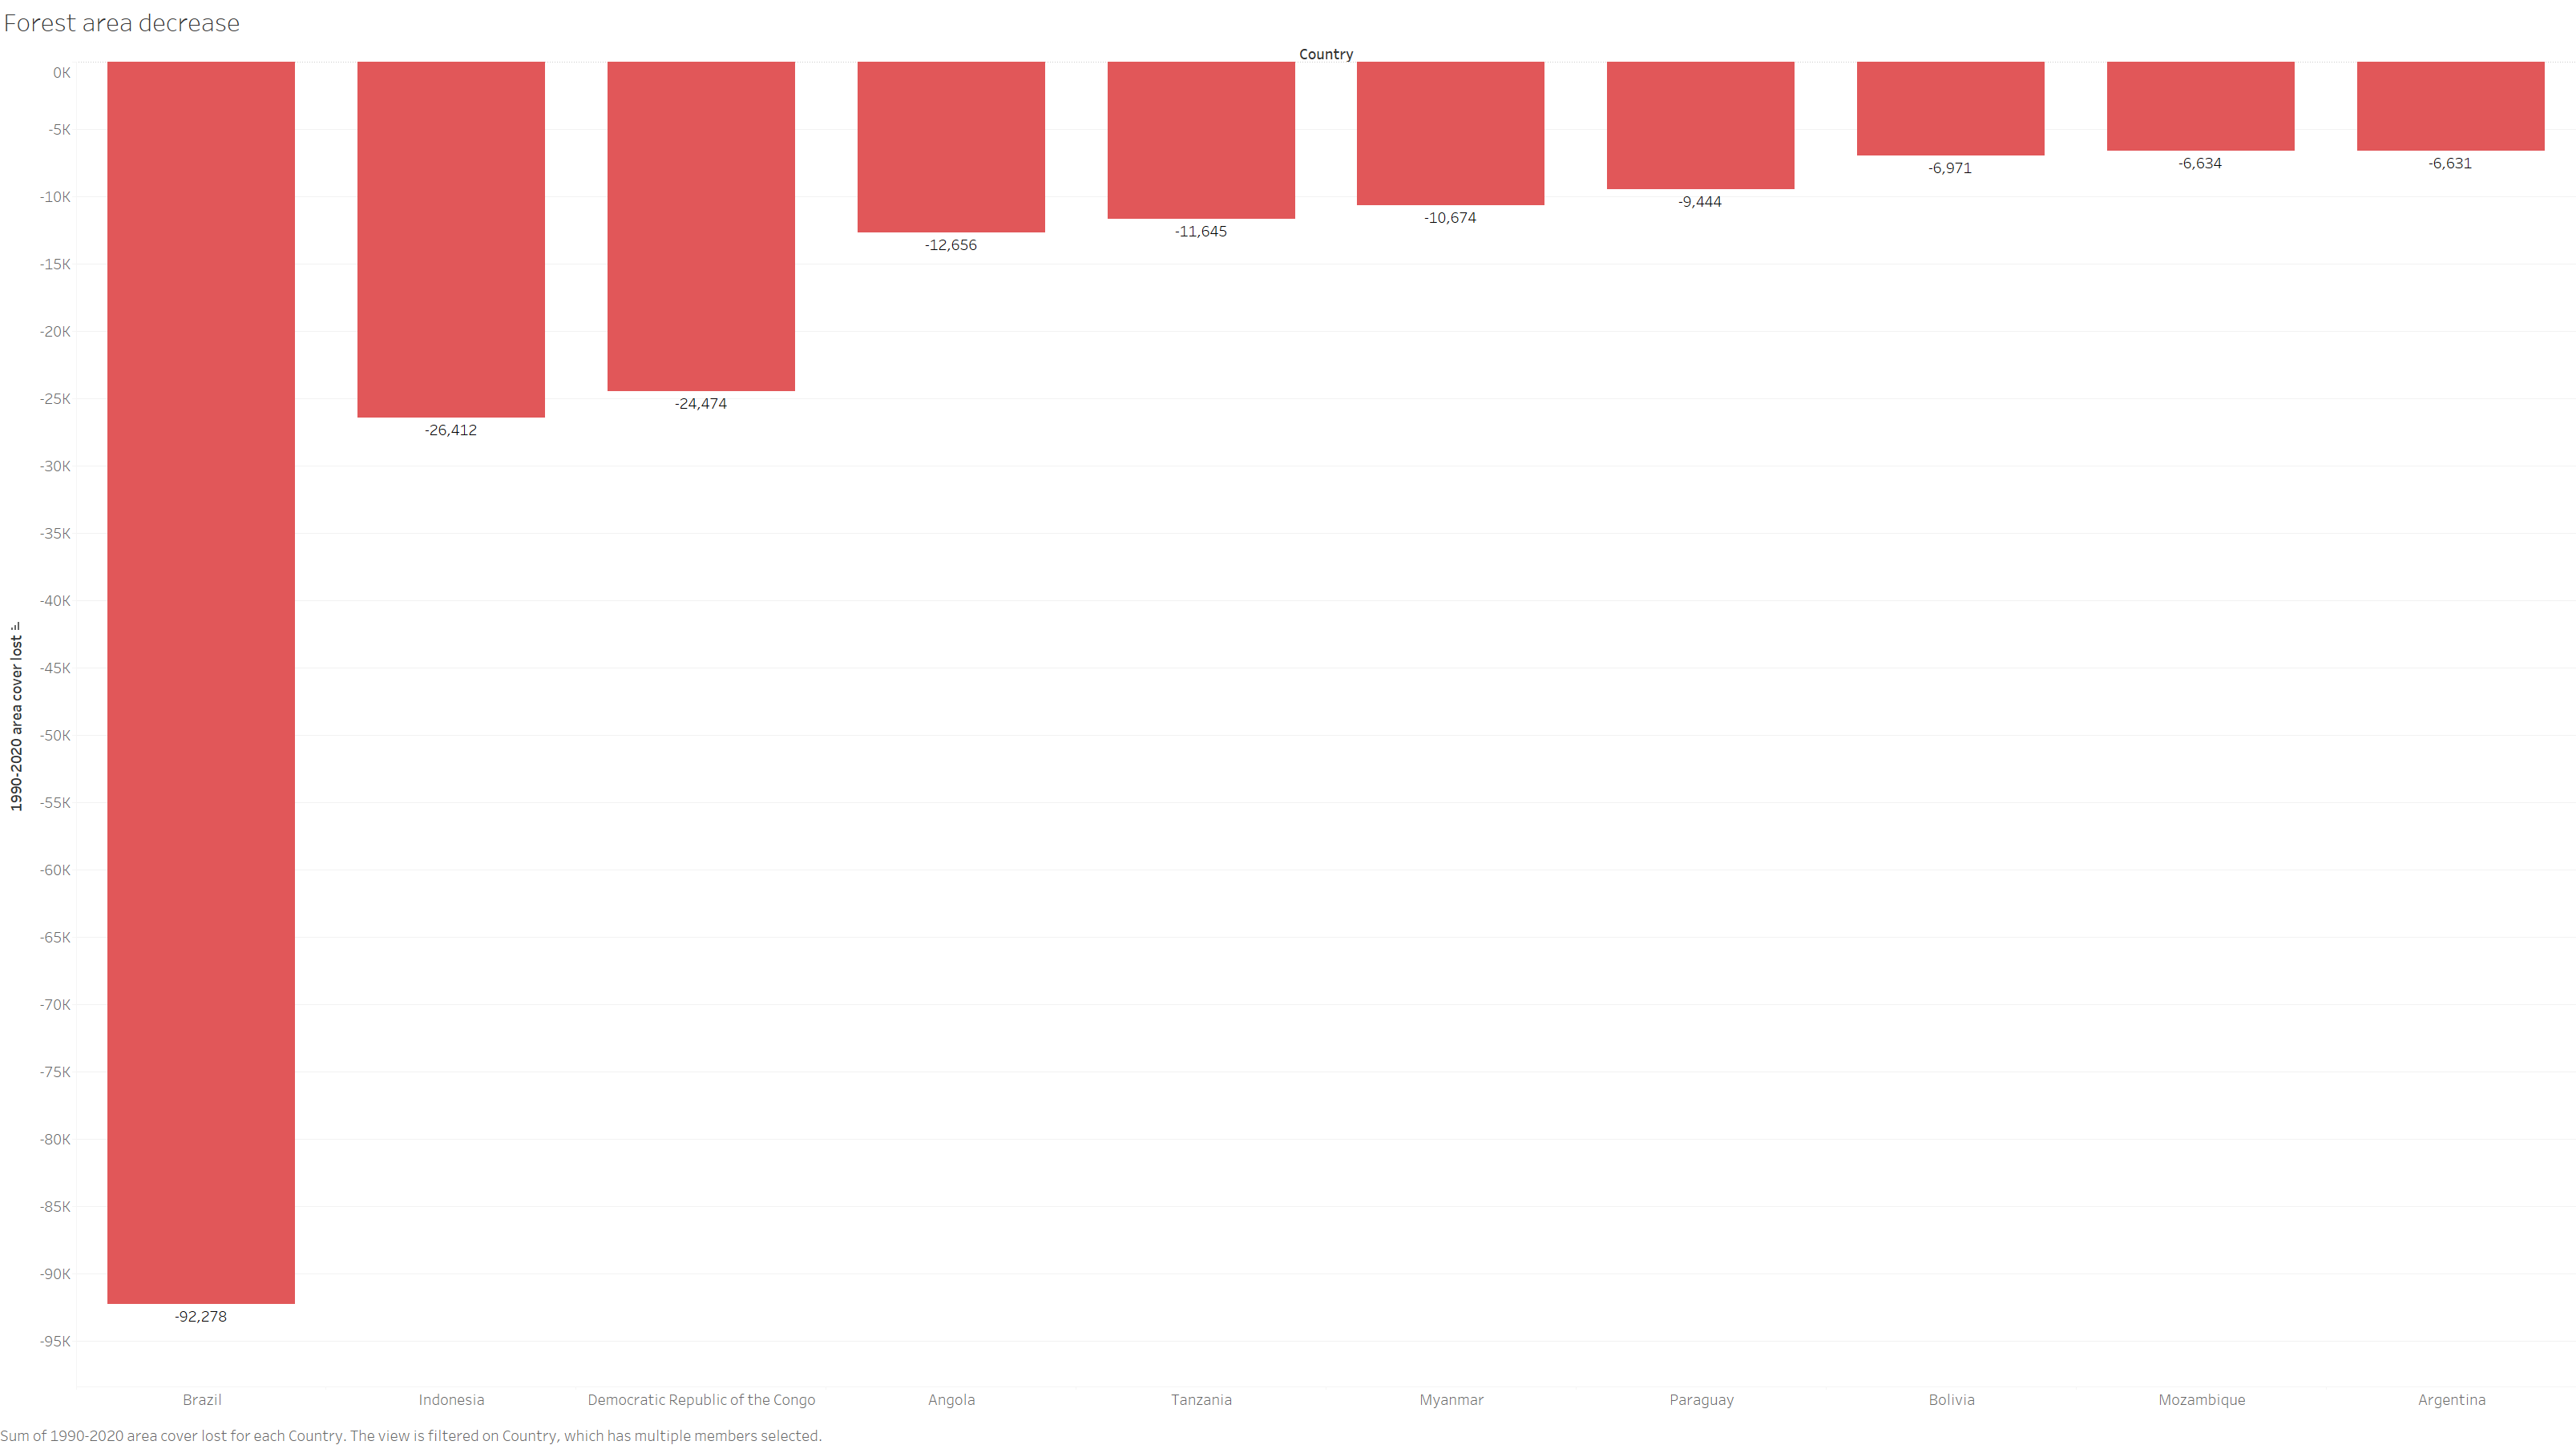 Forest area decrease
Country
0K
-5K
-10K
-15K
-20K
-25K
-30K
-35K
-40K
-45K
-50K
-55K
-60K
-65K
-70K
-75K
-80K
-85K
-90K
-95K
1990-2020 area cover lost
-92,278
-26,412
-24,474
-12,656
-11,645
-10,674
-9,444
-6,971
-6,634
-6,631
Brazil
Indonesia
Democratic Republic of the Congo
Angola
Tanzania
Myanmar
Paraguay
Bolivia
Mozambique
Argentina
Sum of 1990-2020 area cover lost for each Country. The view is filtered on Country, which has multiple members selected.